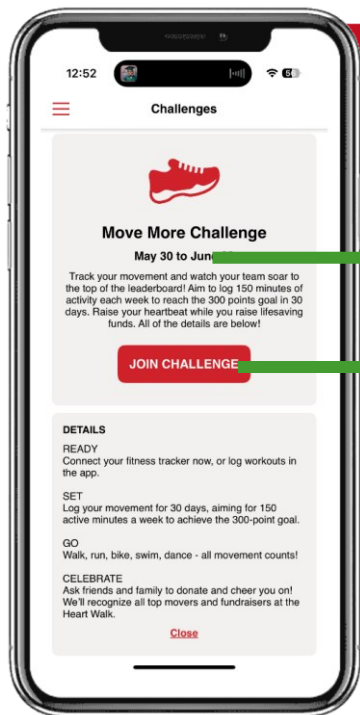 12:52
Challenges
Move More Challenge
May 30 to Jun
Track your movement and watch your team soar to
the top of the leaderboard! Aim to log 150 minutes of
activity each week to reach the 300 points goal in 30
days. Raise your heartbeat while you raise lifesaving
funds. All of the details are below!
JOIN CHALLENGE
DETAILS
READY
Connect your fitness tracker now, or log workouts in
the app.
SET
Log your movement for 30 days, aiming for 150
active minutes a week to achieve the 300-point goal.
GO
Walk, run, bike, swim, dance - all movement counts!
CELEBRATE
Ask friends and family to donate and cheer you on!
We'll recognize all top movers and fundraisers at the
Heart Walk.
Close